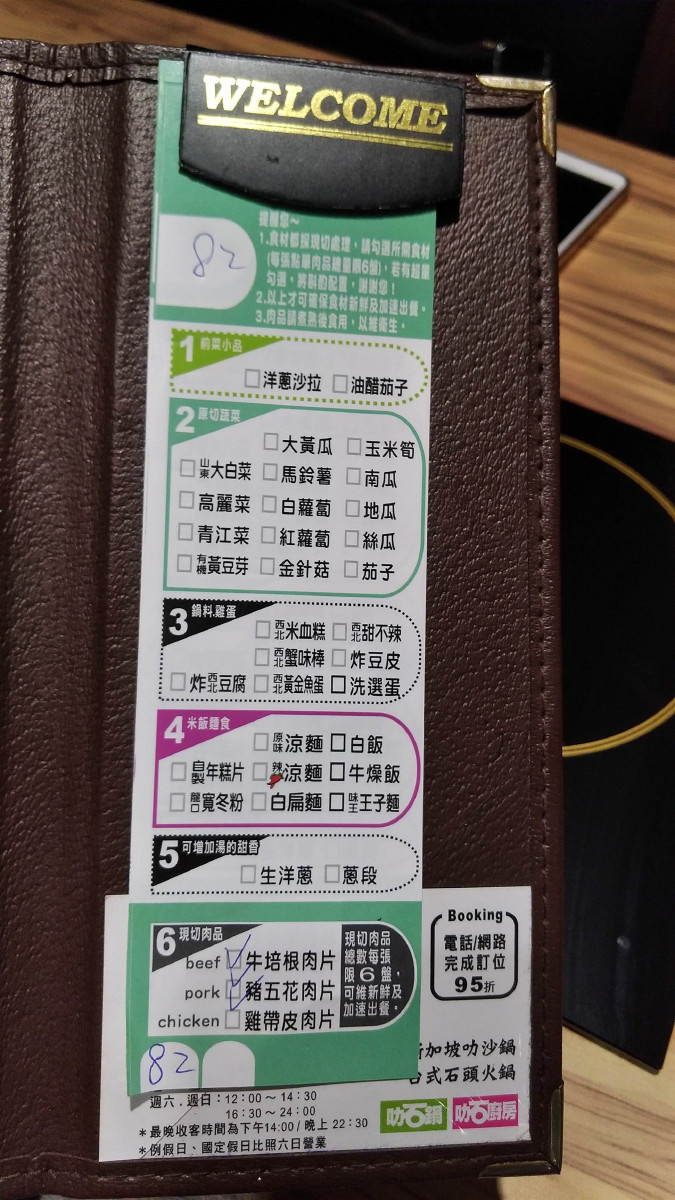 WELCOME
提醒您～
82
1.食材都採現切處理，請勾選所需食材
(每張點單肉品總量限6盤)，若有超量
勾選，將斟酌配置，謝謝您！
2.以上才可確保食材新鮮及加速出餐。
3.肉品請煮熟後食用，以維衛生。
1 前菜小品
洋蔥沙拉 油醋茄子
2 原切蔬菜
大黃瓜 玉米筍
山東大白菜 馬鈴薯 南瓜
高麗菜 白蘿蔔 地瓜
青江菜 紅蘿蔔 絲瓜
有機黃豆芽 金針菇 茄子
3 鍋料.雞蛋
西北米血糕 西北甜不辣
西北蟹味棒 炸豆皮
炸西北豆腐 西北黃金魚蛋 洗選蛋
4 米飯麵食
原味涼麵 白飯
自製年糕片 辣涼麵 牛燥飯
寬冬粉 白扁麵 味王王子麵
5 可增加湯的甜香
生洋蔥 蔥段
6 現切肉品
beef 牛培根肉片
pork 豬五花肉片
chicken 雞帶皮肉片
現切肉品
總數每張
限6盤，
可維新鮮及
加速出餐。
Booking
電話/網路
完成訂位
95折
82
加坡叻沙鍋
式石頭火鍋
週六．週日：12:00～14:30
16:30～24:00
＊最晚收客時間為下午14:00/晚上22:30
＊例假日、國定假日比照六日營業
叻石鍋 叻石廚房